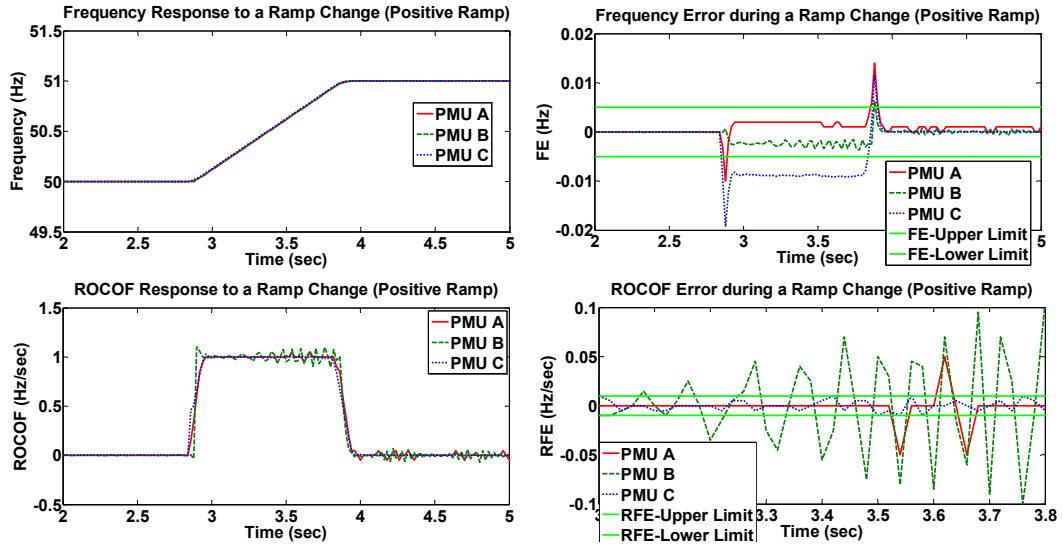 Frequency Response to a Ramp Change (Positive Ramp)
51.5
51
50.5
50
49.5
Frequency (Hz)
PMU A
PMU B
PMU C
2 2.5 3 3.5 4 4.5 5
Time (sec)
Frequency Error during a Ramp Change (Positive Ramp)
0.02
0.01
0
-0.01
-0.02
FE (Hz)
PMU A
PMU B
PMU C
FE-Upper Limit
FE-Lower Limit
2 2.5 3 3.5 5
Time (sec)
ROCOF Response to a Ramp Change (Positive Ramp)
1.5
1
0.5
0
-0.5
ROCOF (Hz/sec)
PMU A
PMU B
PMU C
2 2.5 3 3.5 4 4.5 5
Time (sec)
ROCOF Error during a Ramp Change (Positive Ramp)
0.1
0.05
0
-0.05
-0.1
RFE (Hz/sec)
PMU A
PMU B
PMU C
RFE-Upper Limit
RFE-Lower Limit
3.3 3.4 3.5 3.6 3.7 3.8
Time (sec)